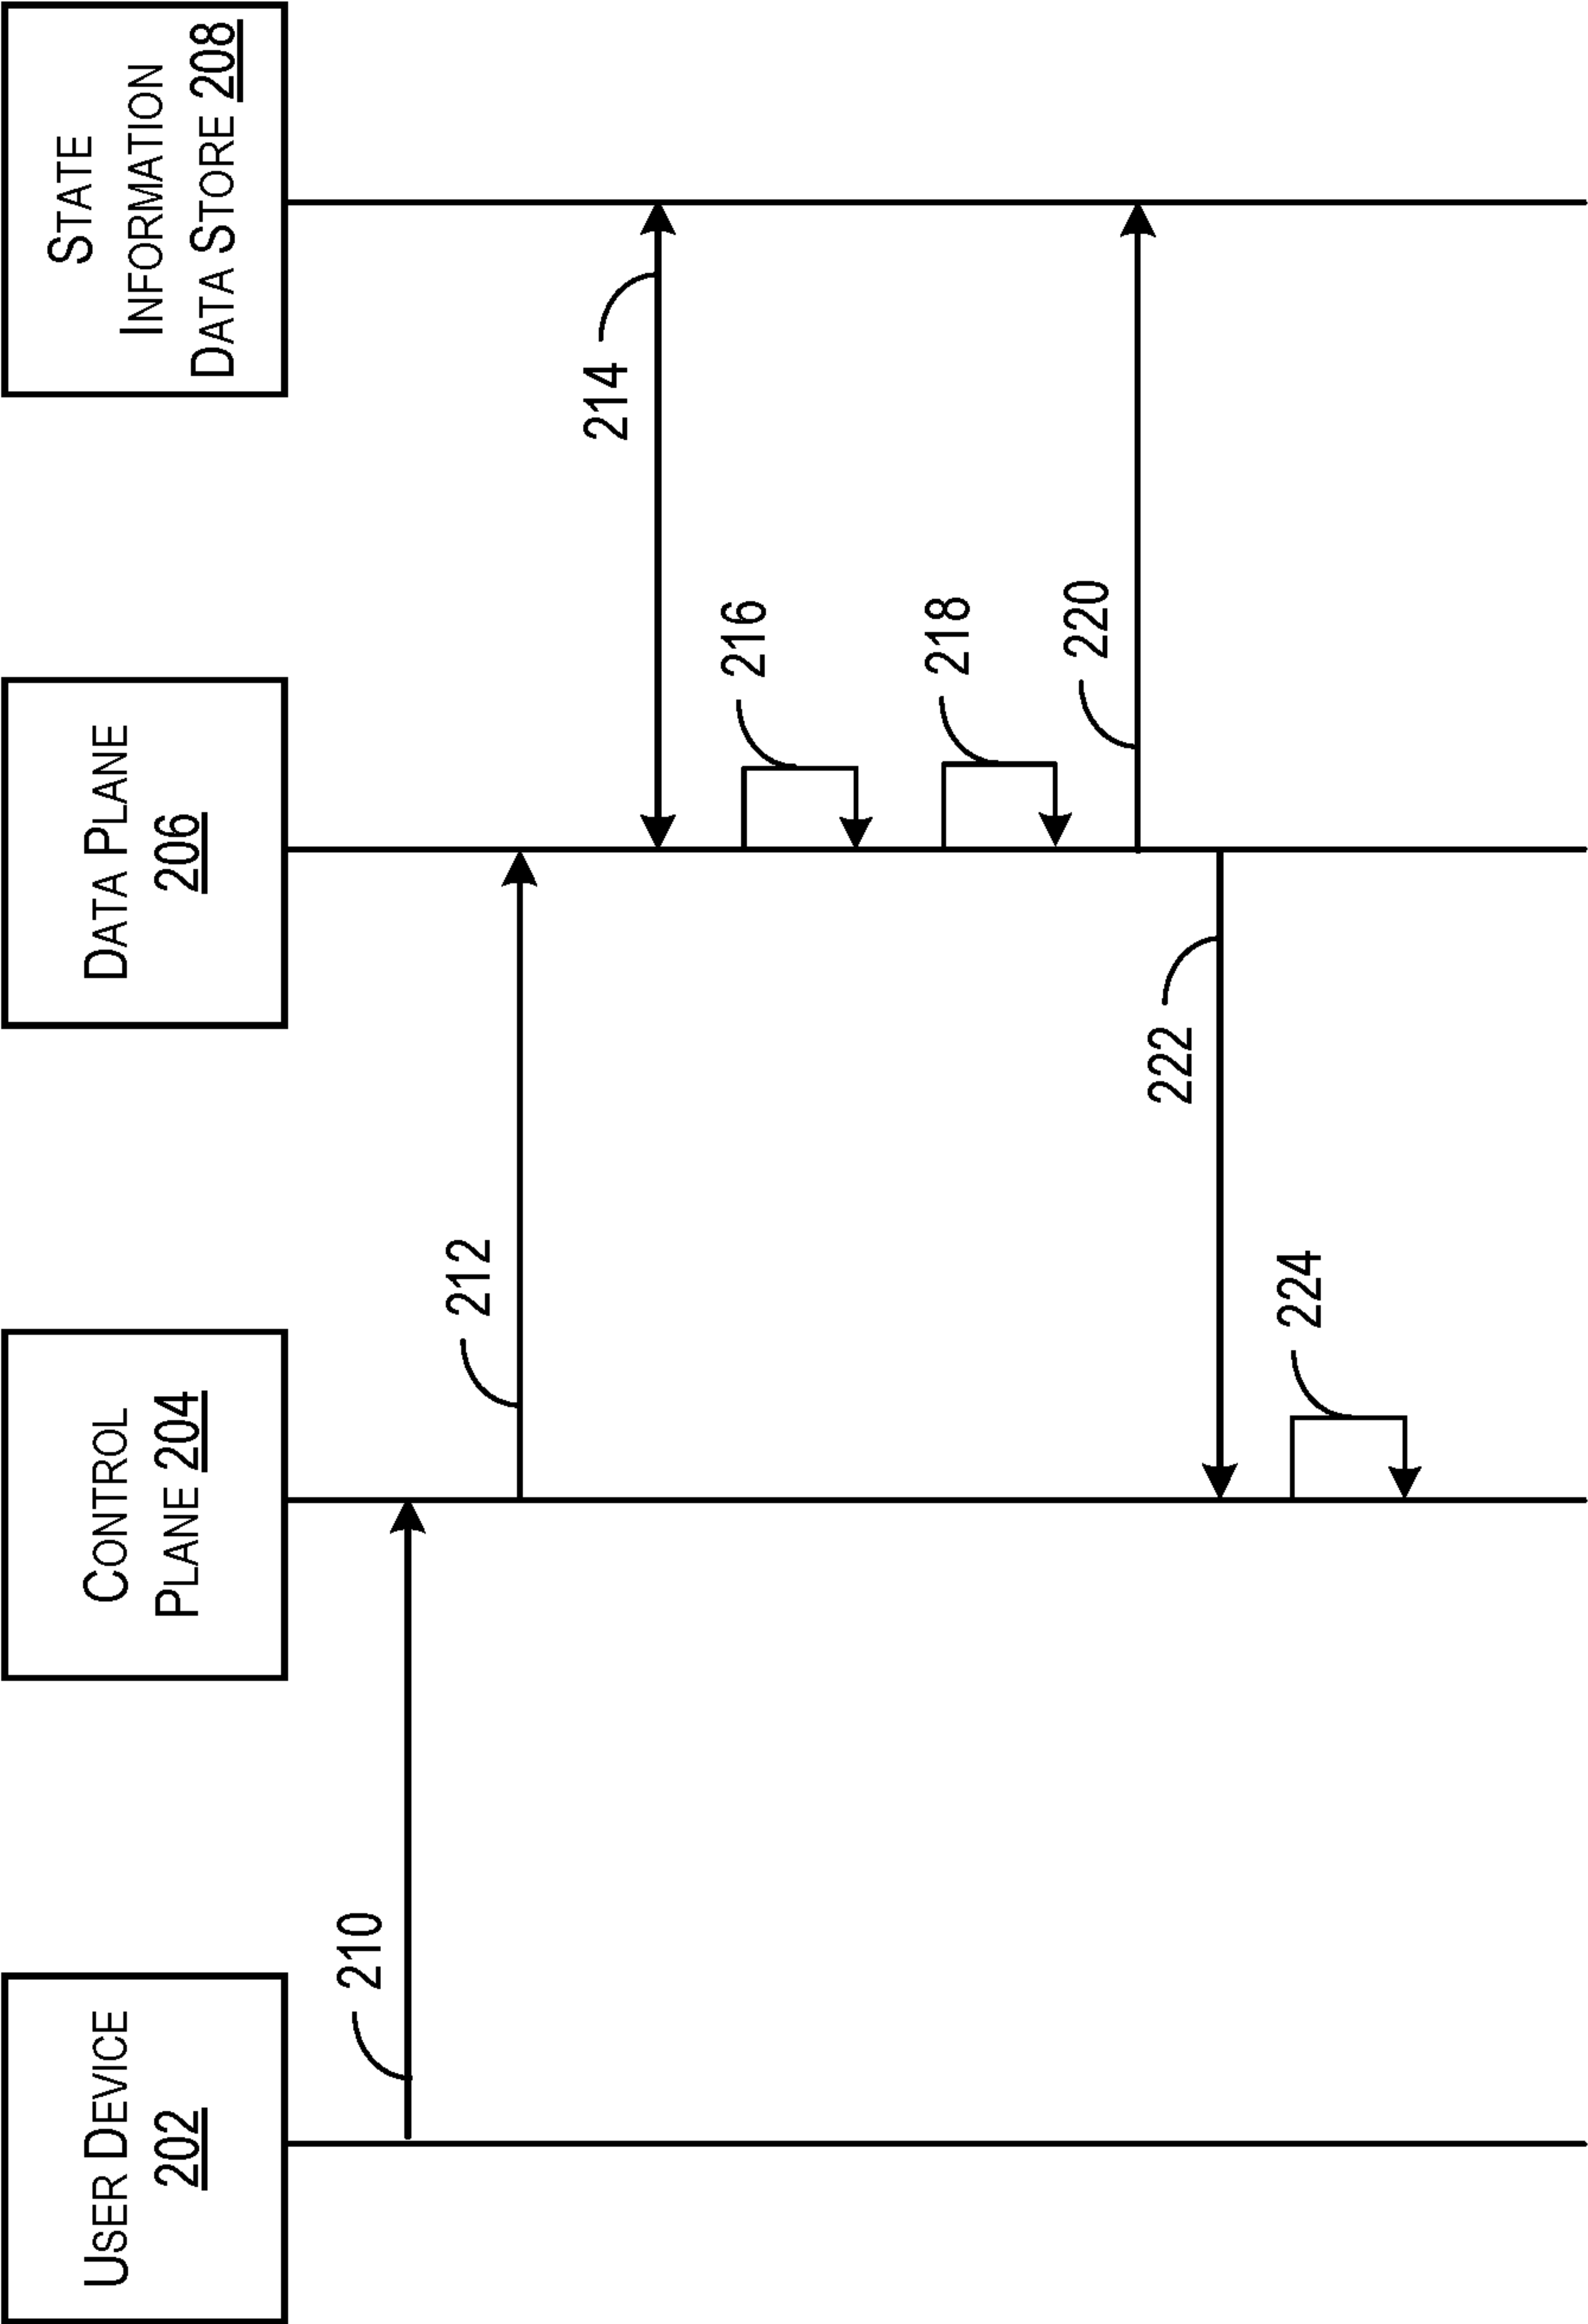 USER DEVICE
202
CONTROL
PLANE 204
DATA PLANE
206
STATE
INFORMATION
DATA STORE 208
210
212
214
216
218
220
222
224